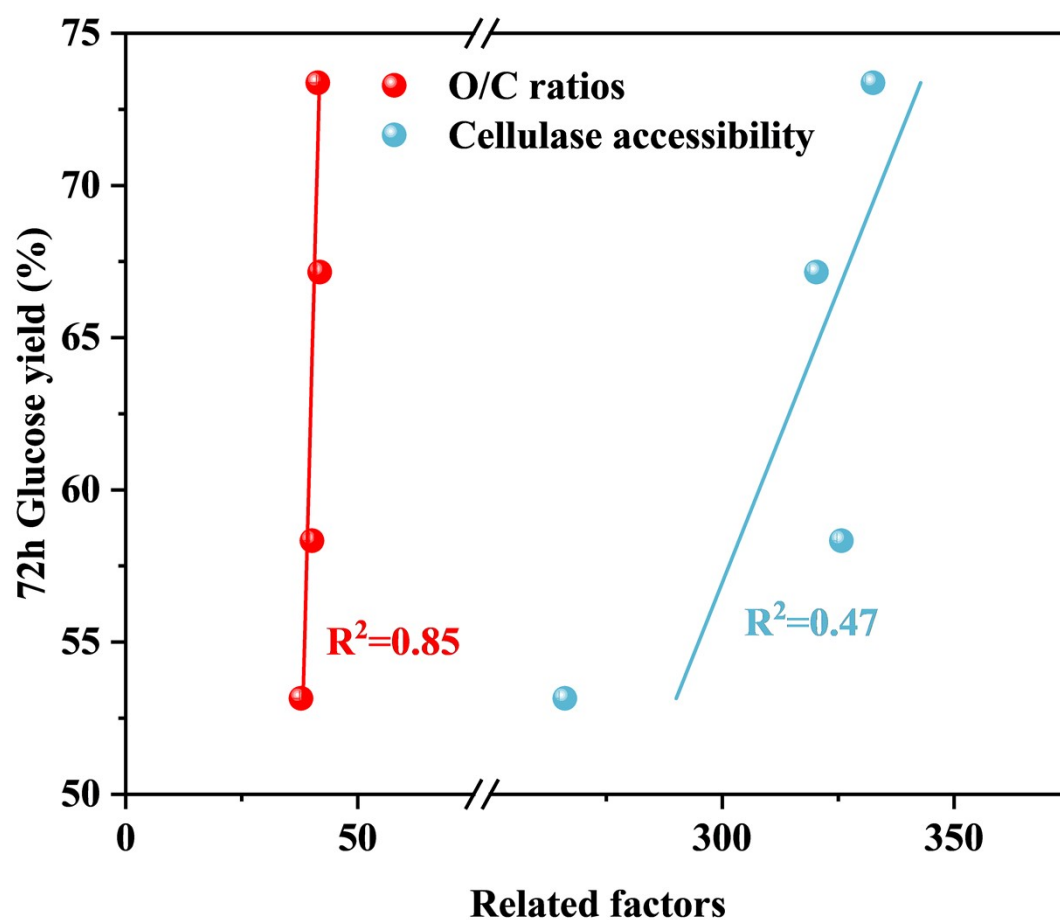 75
70
65
60
55
50
72h Glucose yield (%)
O/C ratios
Cellulase accessibility
R²=0.85
R²=0.47
0
50
300
350
Related factors